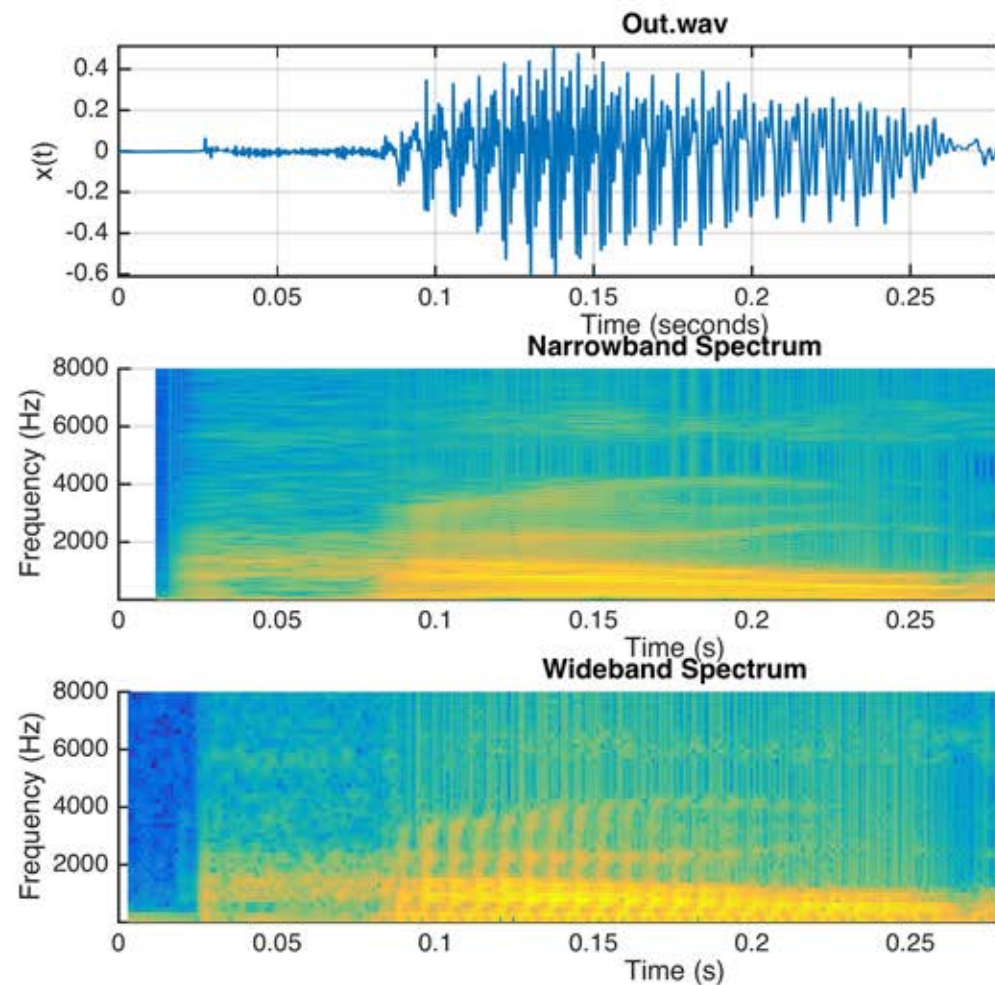 Out.wav
0.4
0.2
0
-0.2
-0.4
-0.6
x(t)
0 0.05 0.1 0.15 0.2 0.25
Time (seconds)
Narrowband Spectrum
8000
6000
4000
2000
Frequency (Hz)
0 0.05 0.1 0.15 0.2 0.25
Time (s)
Wideband Spectrum
8000
6000
4000
2000
Frequency (Hz)
0 0.05 0.1 0.15 0.2 0.25
Time (s)